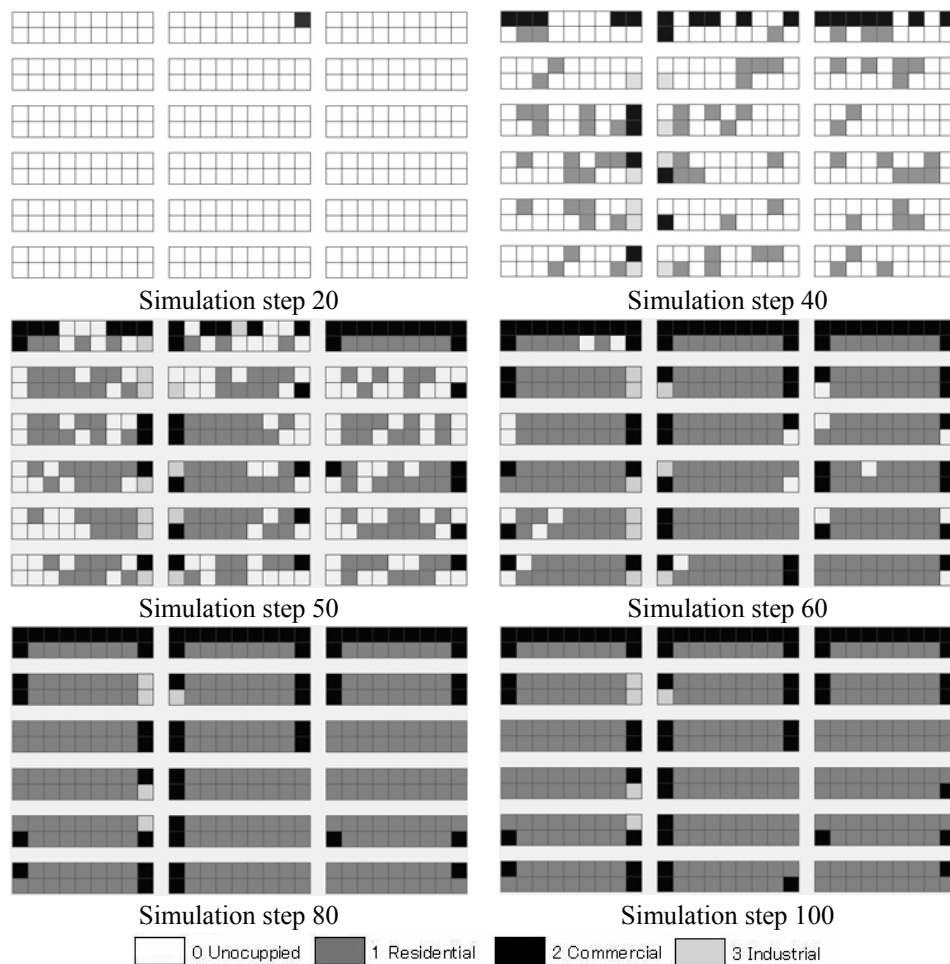 Simulation step 20 Simulation step 40
Simulation step 50 Simulation step 60
Simulation step 80 Simulation step 100
0 Unocuppied 1 Residential 2 Commercial 3 Industrial